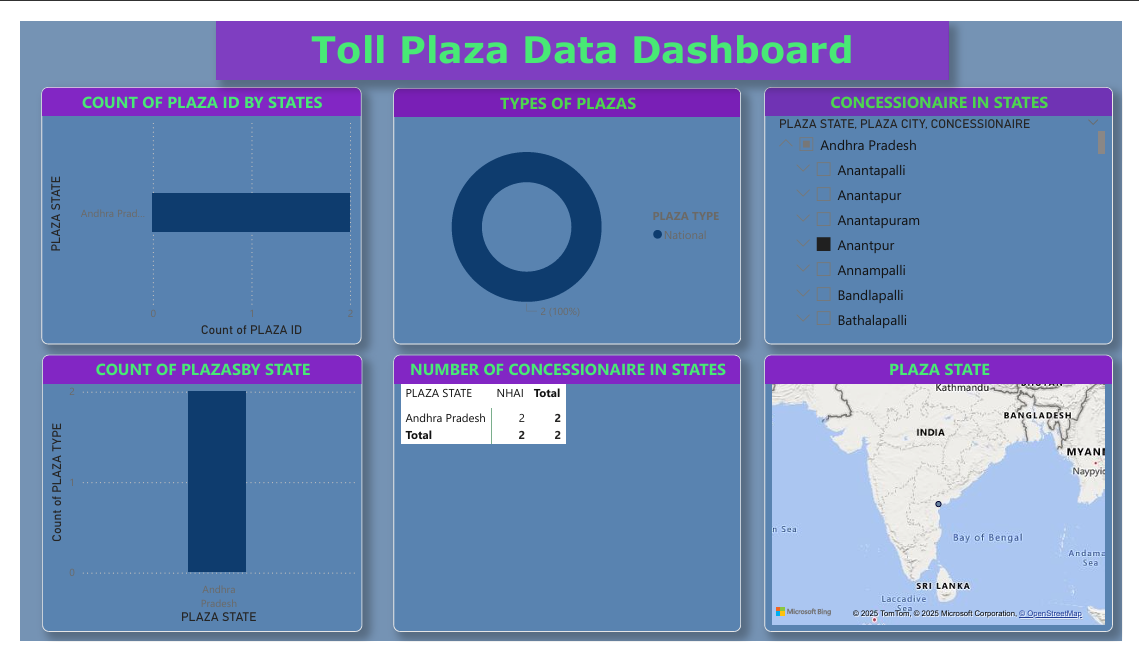 Toll Plaza Data Dashboard
COUNT OF PLAZA ID BY STATES
PLAZA STATE
Andhra Prad...
0 1 2
Count of PLAZA ID
TYPES OF PLAZAS
PLAZA TYPE
National
2 (100%)
CONCESSIONAIRE IN STATES
PLAZA STATE, PLAZA CITY, CONCESSIONAIRE
Andhra Pradesh
Anantapalli
Anantapur
Anantapuram
Anantpur
Annampalli
Bandlapalli
Bathalapalli
COUNT OF PLAZASBY STATE
Count of PLAZA TYPE
2
1
0
Andhra
Pradesh
PLAZA STATE
NUMBER OF CONCESSIONAIRE IN STATES
PLAZA STATE NHAI Total
Andhra Pradesh 2 2
Total 2 2
PLAZA STATE
Kathmandu
BANGLADESH
INDIA
MYANM
Naypyic
n Sea
Bay of Bengal
Andama
Sea
SRI LANKA
Laccadive
Sea
Microsoft Bing
© 2025 TomTom, © 2025 Microsoft Corporation, © OpenStreetMap